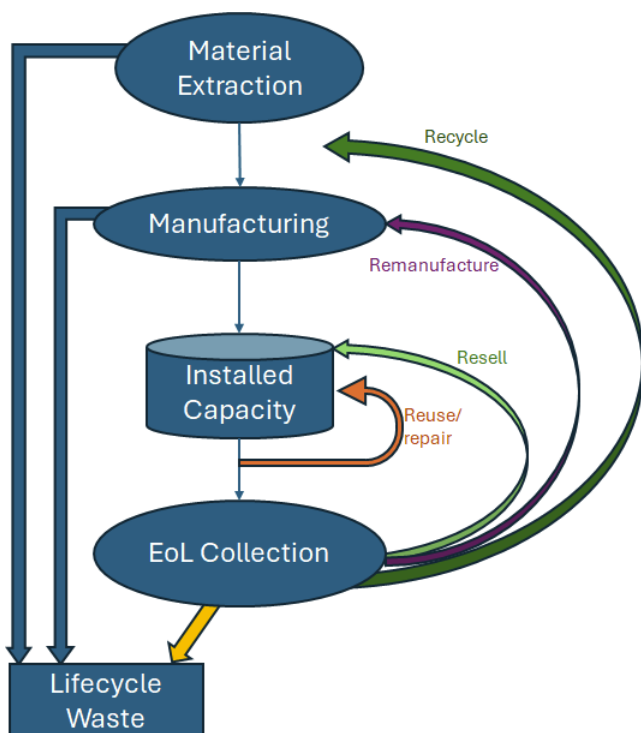 Material
Extraction
Recycle
Manufacturing
Remanufacture
Installed
Capacity
Resell
Reuse/
repair
EoL Collection
Lifecycle
Waste